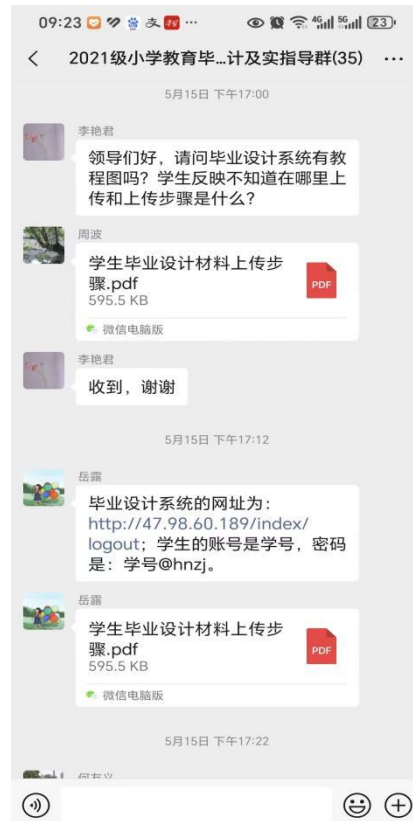 09:23
4G 5G 23
2021级小学教育毕...计及实指导群(35)
5月15日 下午17:00
李艳君
领导们好，请问毕业设计系统有教
程图吗？学生反映不知道在哪里上
传和上传步骤是什么？
周波
学生毕业设计材料上传步
骤.pdf
PDF
595.5 KB
微信电脑版
李艳君
收到，谢谢
5月15日 下午17:12
岳露
毕业设计系统的网址为：
http://47.98.60.189/index/
logout；学生的账号是学号，密码
是：学号@hnzj。
岳露
学生毕业设计材料上传步
骤.pdf
PDF
595.5 KB
微信电脑版
5月15日 下午17:22